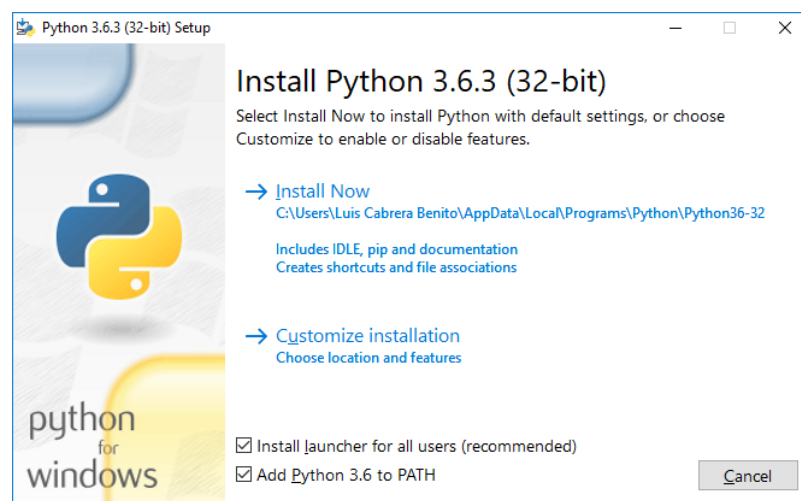 Python 3.6.3 (32-bit) Setup
Install Python 3.6.3 (32-bit)
Select Install Now to install Python with default settings, or choose
Customize to enable or disable features.
Install Now
C:\Users\Luis Cabrera Benito\AppData\Local\Programs\Python\Python36-32
Includes IDLE, pip and documentation
Creates shortcuts and file associations
Customize installation
Choose location and features
python
for
windows
Install launcher for all users (recommended)
Add Python 3.6 to PATH
Cancel